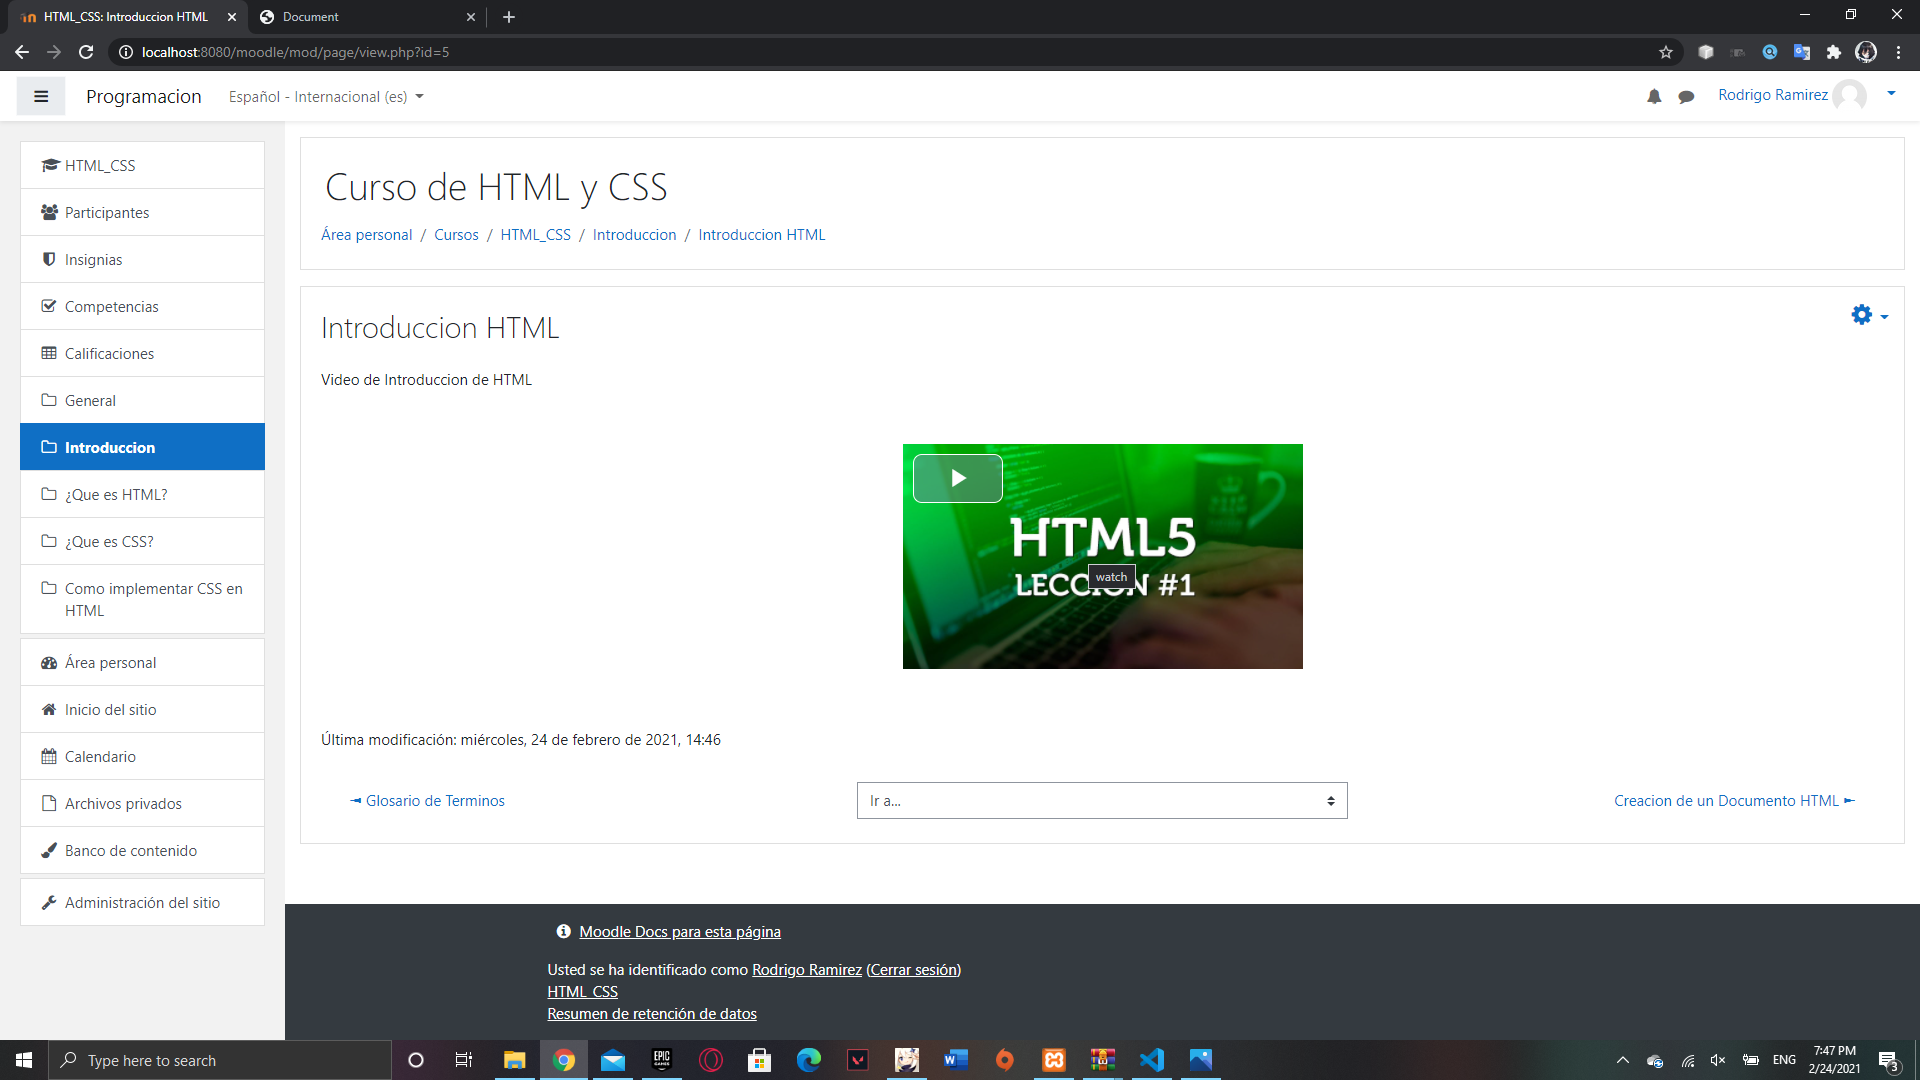 HTML_CSS: Introduccion HTML
Document
localhost:8080/moodle/mod/page/view.php?id=5
Programacion
Español - Internacional (es)
Rodrigo Ramirez
HTML_CSS
Participantes
Insignias
Competencias
Calificaciones
General
Introduccion
¿Que es HTML?
¿Que es CSS?
Como implementar CSS en
HTML
Área personal
Inicio del sitio
Calendario
Archivos privados
Banco de contenido
Administración del sitio
Curso de HTML y CSS
Área personal / Cursos / HTML_CSS / Introduccion / Introduccion HTML
Introduccion HTML
Video de Introduccion de HTML
HTML5
LECCION #1
watch
Última modificación: miércoles, 24 de febrero de 2021, 14:46
◄ Glosario de Terminos
Ir a...
Creacion de un Documento HTML ►
Moodle Docs para esta página
Usted se ha identificado como Rodrigo Ramirez (Cerrar sesión)
HTML_CSS
Resumen de retención de datos
Type here to search
EPIC
GAMES
ENG
7:47 PM
2/24/2021
3